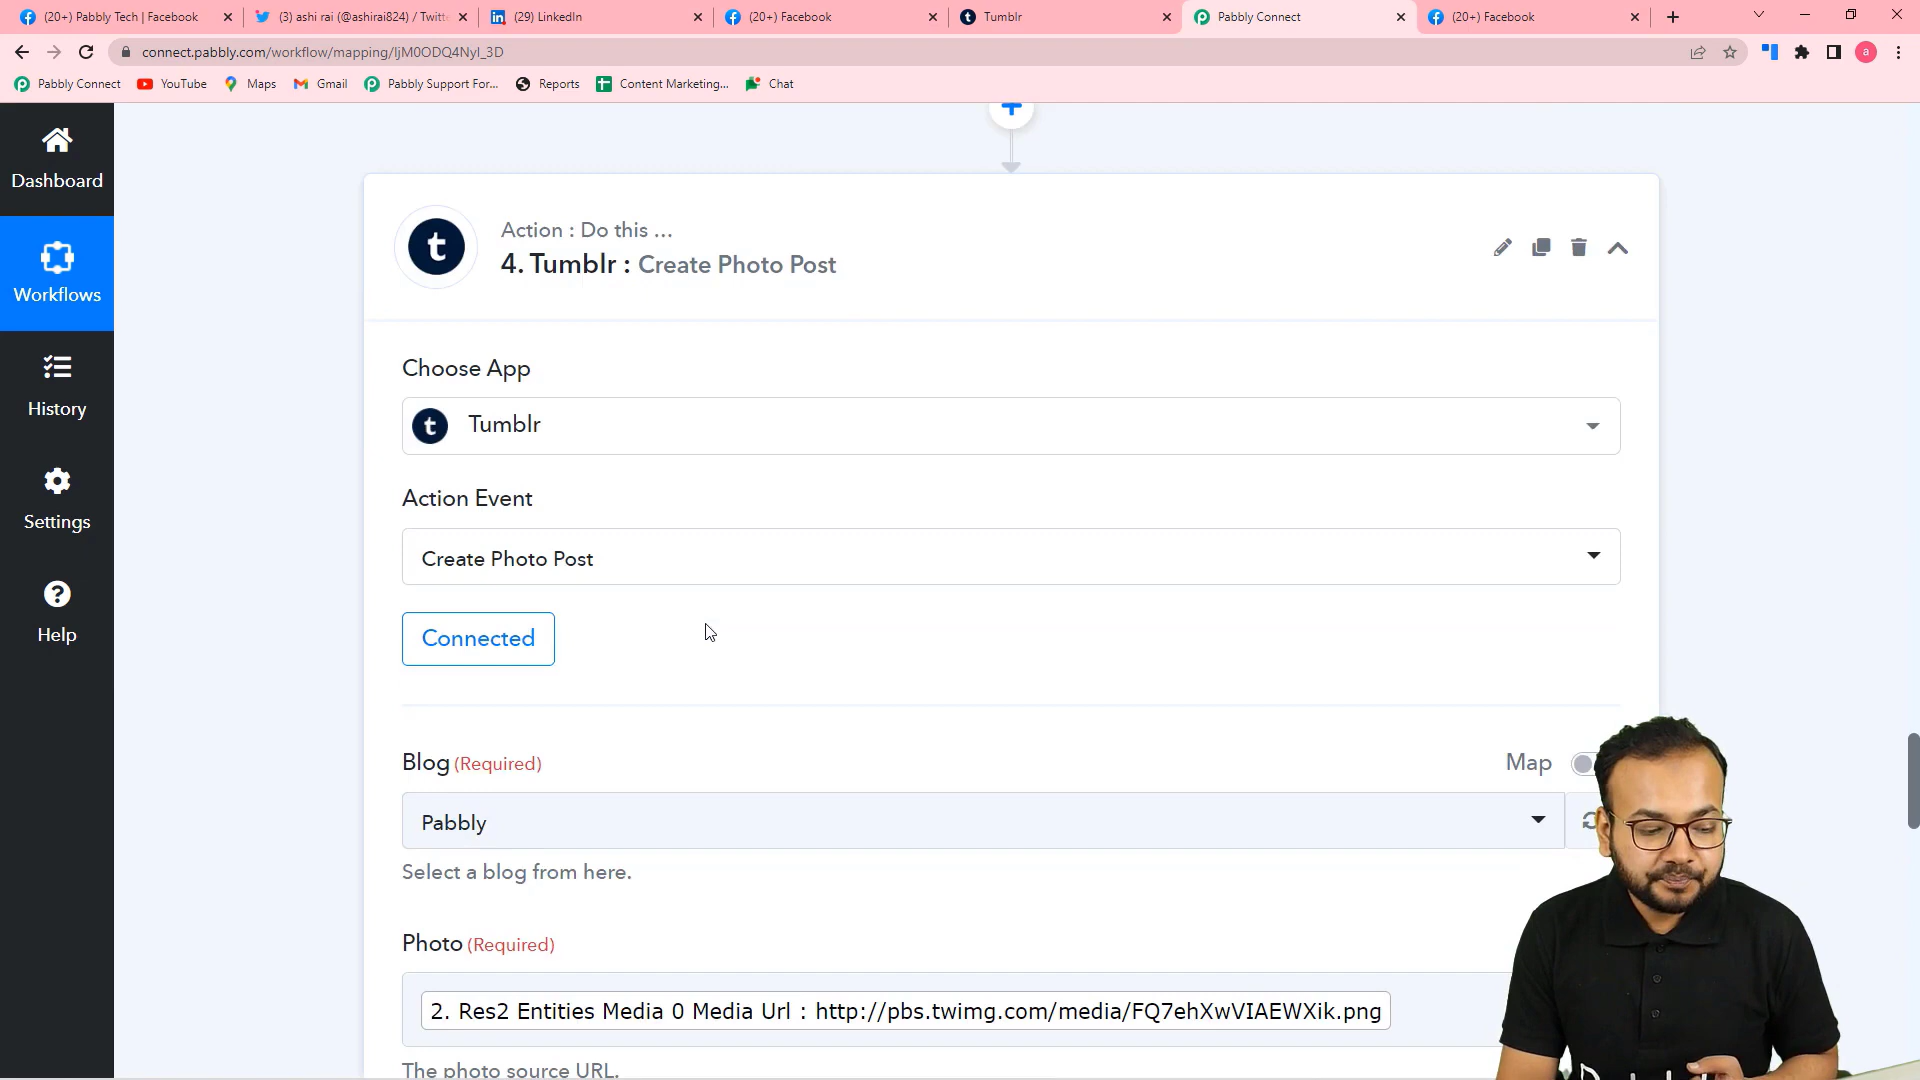 (20+) Pabbly Tech | Facebook
(3) ashi rai (@ashirai824) / Twitt
(29) LinkedIn
(20+) Facebook
Tumblr
Pabbly Connect
(20+) Facebook
connect.pabbly.com/workflow/mapping/IjM0ODQ4NyI_3D
a
Pabbly Connect
YouTube
Maps
Gmail
Pabbly Support For...
Reports
Content Marketing...
Chat
Dashboard
Workflows
History
Settings
Help
Action : Do this ...
4. Tumblr : Create Photo Post
Choose App
Tumblr
Action Event
Create Photo Post
Connected
Blog (Required)
Map
Pabbly
Select a blog from here.
Photo (Required)
2. Res2 Entities Media 0 Media Url : http://pbs.twimg.com/media/FQ7ehXwVIAEWXik.png
The photo source URL.